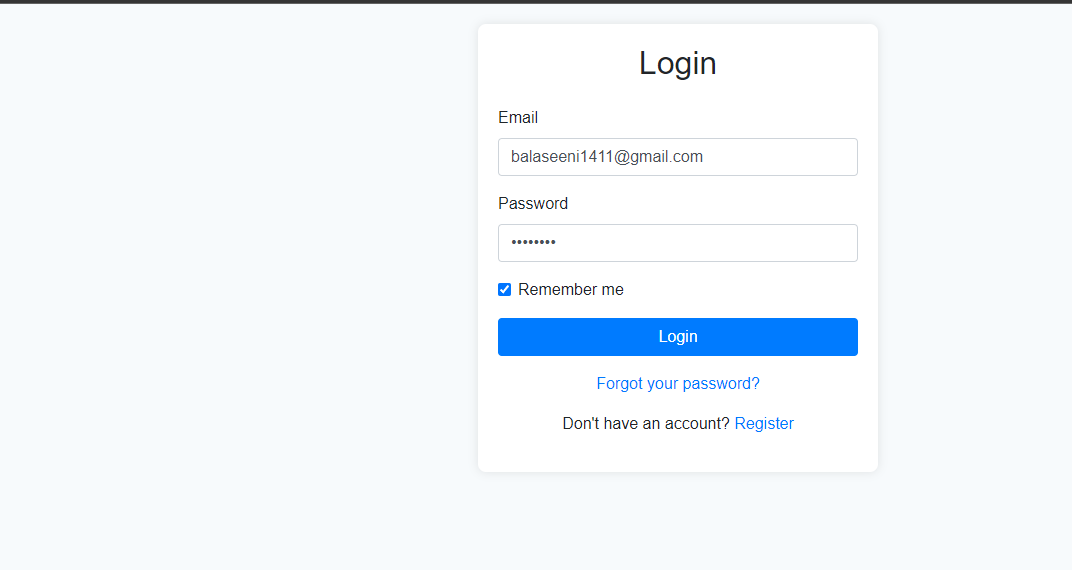 Login
Email
balaseeni1411@gmail.com
Password
••••••••
Remember me
Login
Forgot your password?
Don't have an account? Register